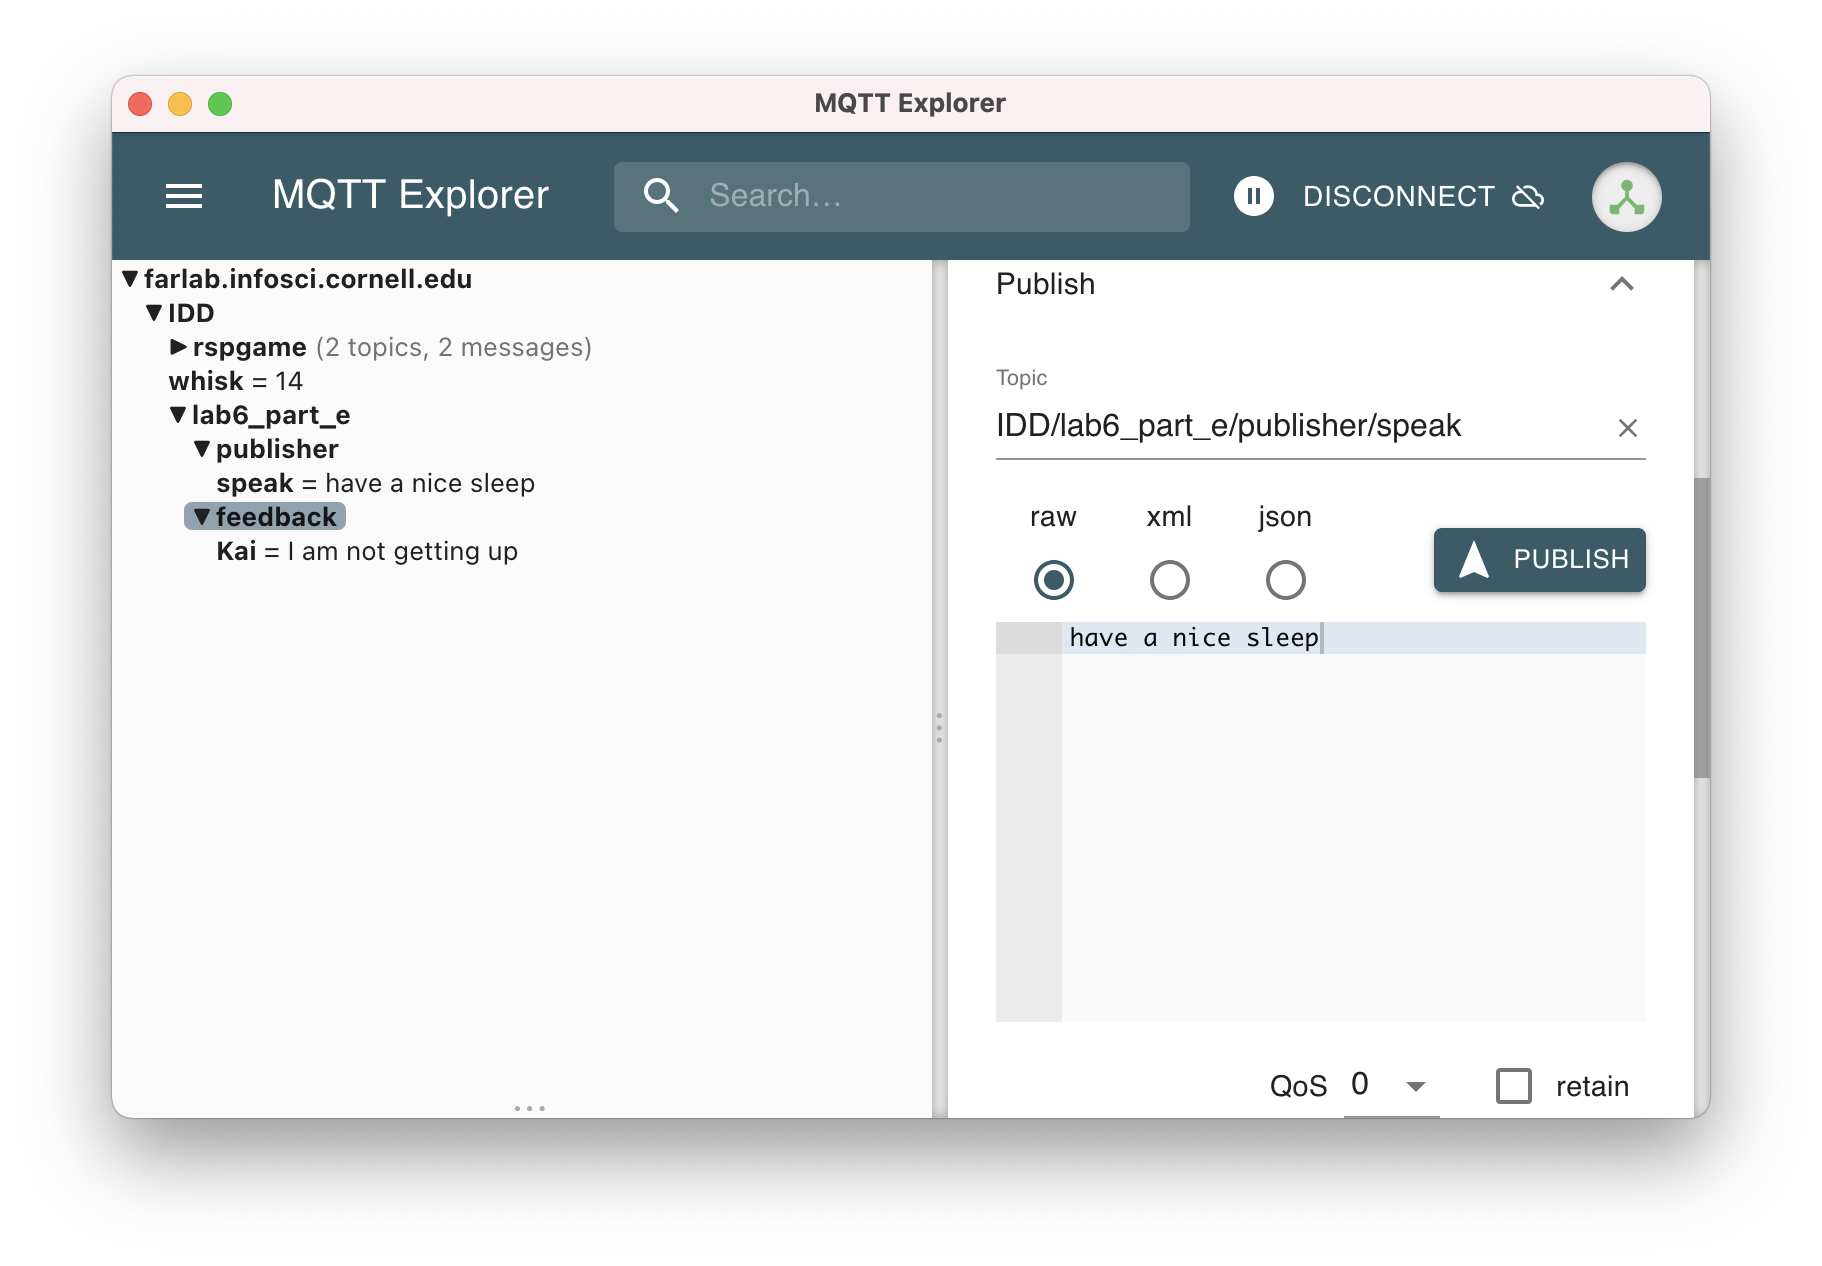 MQTT Explorer
MQTT Explorer
Search...
DISCONNECT
farlab.infosci.cornell.edu
IDD
rspgame (2 topics, 2 messages)
whisk = 14
lab6_part_e
publisher
speak = have a nice sleep
feedback
Kai = I am not getting up
Publish
Topic
IDD/lab6_part_e/publisher/speak
raw xml json
PUBLISH
have a nice sleep
QoS 0 retain